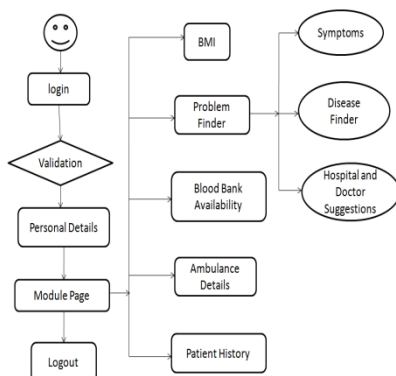 login
Validation
Personal Details
Module Page
Logout
BMI
Problem
Finder
Blood Bank
Availability
Ambulance
Details
Patient History
Symptoms
Disease
Finder
Hospital and
Doctor
Suggestions